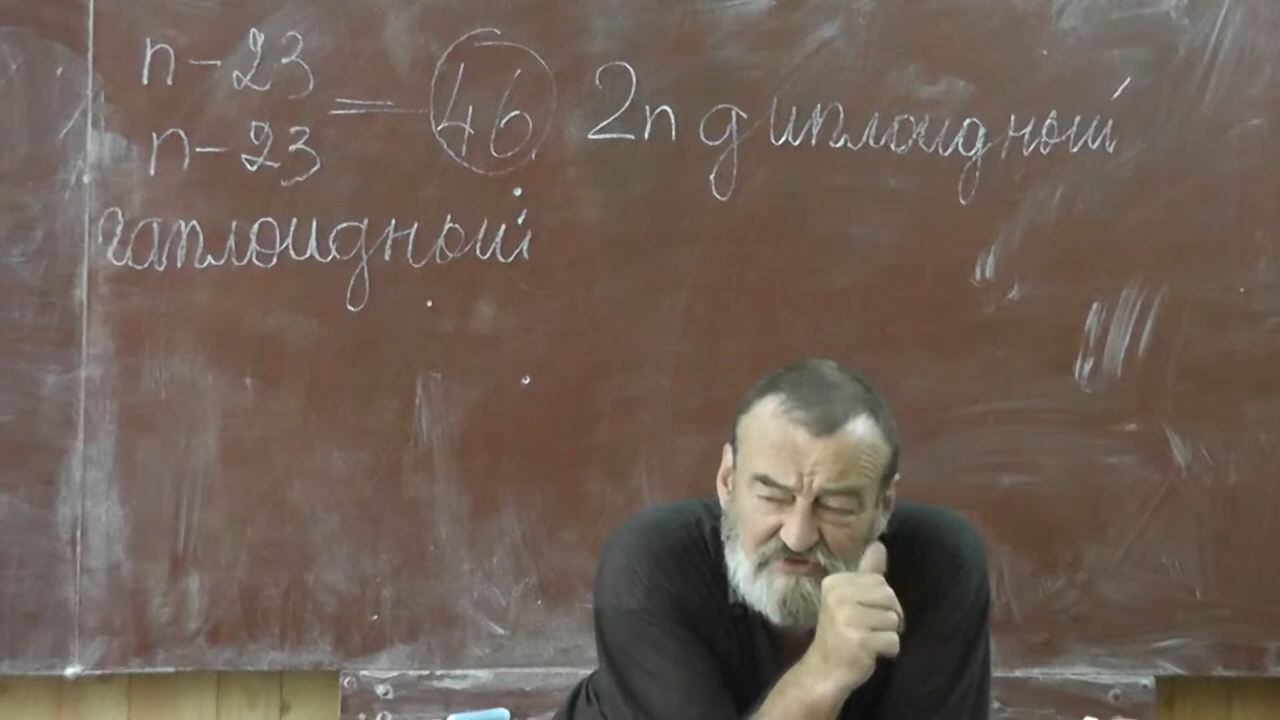 n - 23
n - 23 = 46 2n диплоидный
гаплоидный